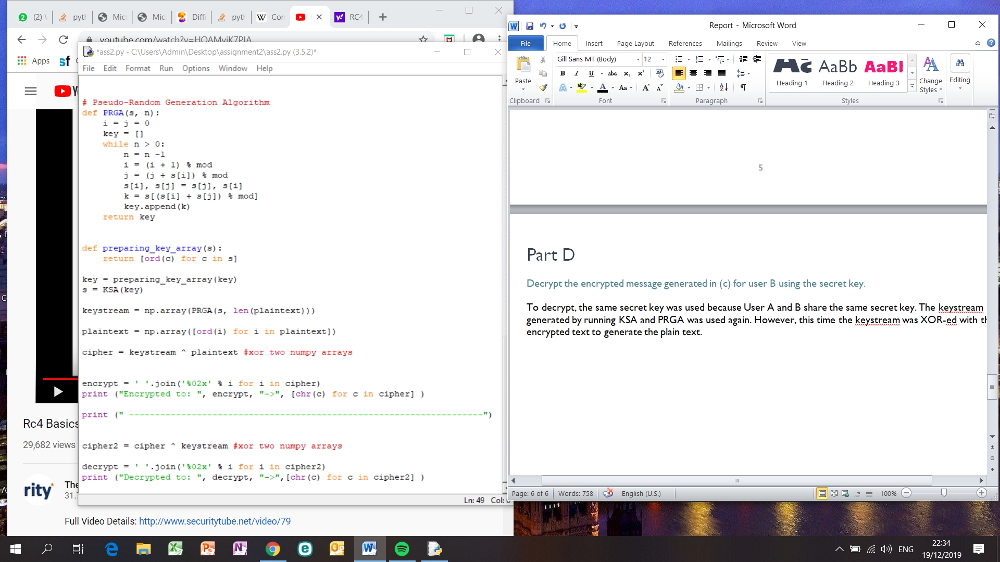 (2)
pyth
Mic
Mic
Diffi
pyth
Con
RC4
youtube.com/watch?v=HOAMviK7PIA
Apps
*ass2.py - C:\Users\Admin\Desktop\assignment2\ass2.py (3.5.2)*
File Edit Format Run Options Window Help
# Pseudo-Random Generation Algorithm
def PRGA(s, n):
    i = j = 0
    key = []
    while n > 0:
        n = n -1
        i = (i + 1) % mod
        j = (j + s[i]) % mod
        s[i], s[j] = s[j], s[i]
        k = s[(s[i] + s[j]) % mod]
        key.append(k)
    return key
def preparing_key_array(s):
    return [ord(c) for c in s]
key = preparing_key_array(key)
s = KSA(key)
keystream = np.array(PRGA(s, len(plaintext)))
plaintext = np.array([ord(i) for i in plaintext])
cipher = keystream ^ plaintext #xor two numpy arrays
encrypt = ' '.join('%02x' % i for i in cipher)
print ("Encrypted to: ", encrypt, "->", [chr(c) for c in cipher] )
print (" --------------------------------------------------------------------")
cipher2 = cipher ^ keystream #xor two numpy arrays
decrypt = ' '.join('%02x' % i for i in cipher2)
print ("Decrypted to: ", decrypt, "->",[chr(c) for c in cipher2] )
Ln: 49 Col: 0
Rc4 Basics
29,682 views
rity
The
31.
Full Video Details: http://www.securitytube.net/video/79
Report - Microsoft Word
File Home Insert Page Layout References Mailings Review View
Gill Sans MT (Body) 12
Paste
Clipboard
Font
Paragraph
AaBb AaBb
Heading 1 Heading 2 Heading 3
Change Styles
Styles
Editing
5
Part D
Decrypt the encrypted message generated in (c) for user B using the secret key.
To decrypt, the same secret key was used because User A and B share the same secret key. The keystream
generated by running KSA and PRGA was used again. However, this time the keystream was XOR-ed with th
encrypted text to generate the plain text.
Page: 6 of 6 Words: 758 English (U.S.) 100%
ENG
22:34
19/12/2019